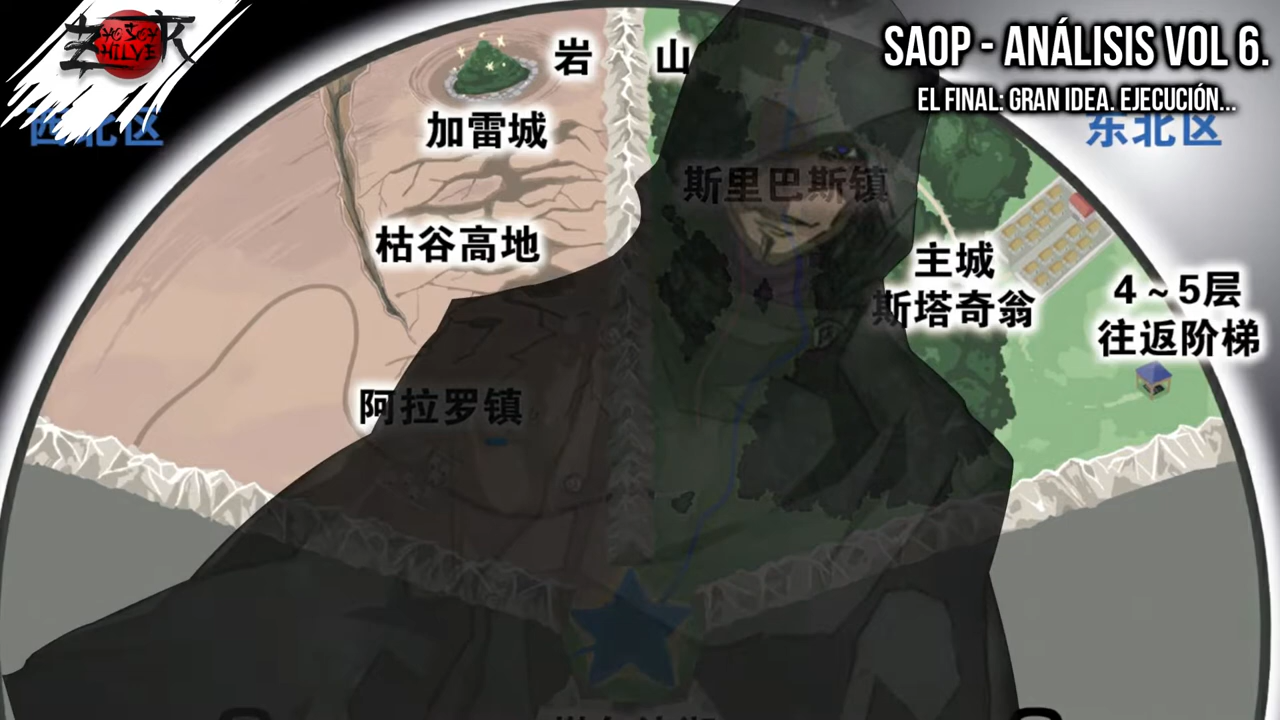 SAOP - ANÁLISIS VOL 6.
EL FINAL: GRAN IDEA. EJECUCIÓN...
西北区
东北区
岩 山
加雷城
斯里巴斯镇
枯谷高地
主城
斯塔奇翁
4～5层
往返阶梯
阿拉罗镇